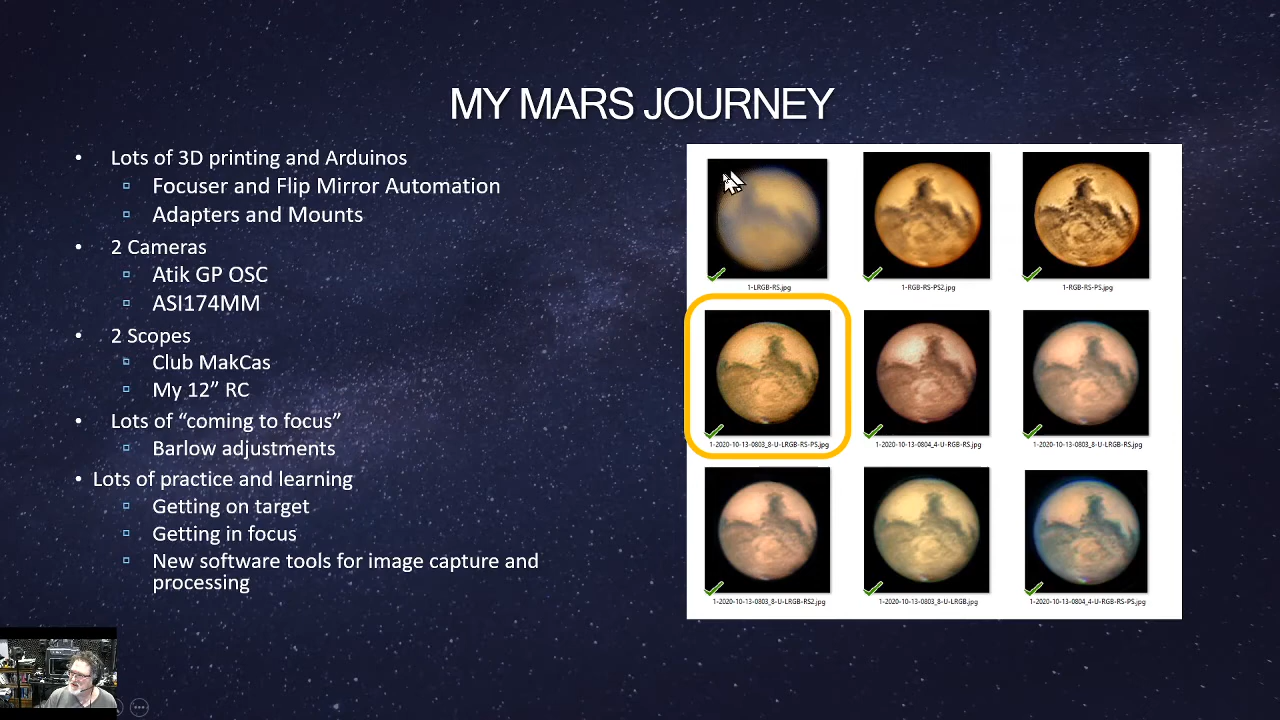 MY MARS JOURNEY
• Lots of 3D printing and Arduinos
Focuser and Flip Mirror Automation
Adapters and Mounts
• 2 Cameras
Atik GP OSC
ASI174MM
• 2 Scopes
Club MakCas
My 12” RC
• Lots of “coming to focus”
Barlow adjustments
• Lots of practice and learning
Getting on target
Getting in focus
New software tools for image capture and
processing
1-LRGB-RS.jpg
1-RGB-RS-PS2.jpg
1-RGB-RS-PS.jpg
1-2020-10-13-0803_8-U-LRGB-RS-PS.jpg
1-2020-10-13-0804_4-U-RGB-RS.jpg
1-2020-10-13-0803_8-U-LRGB-RS.jpg
1-2020-10-13-0803_8-U-LRGB-RS2.jpg
1-2020-10-13-0803_8-U-LRGB.jpg
1-2020-10-13-0804_4-U-RGB-RS-PS.jpg